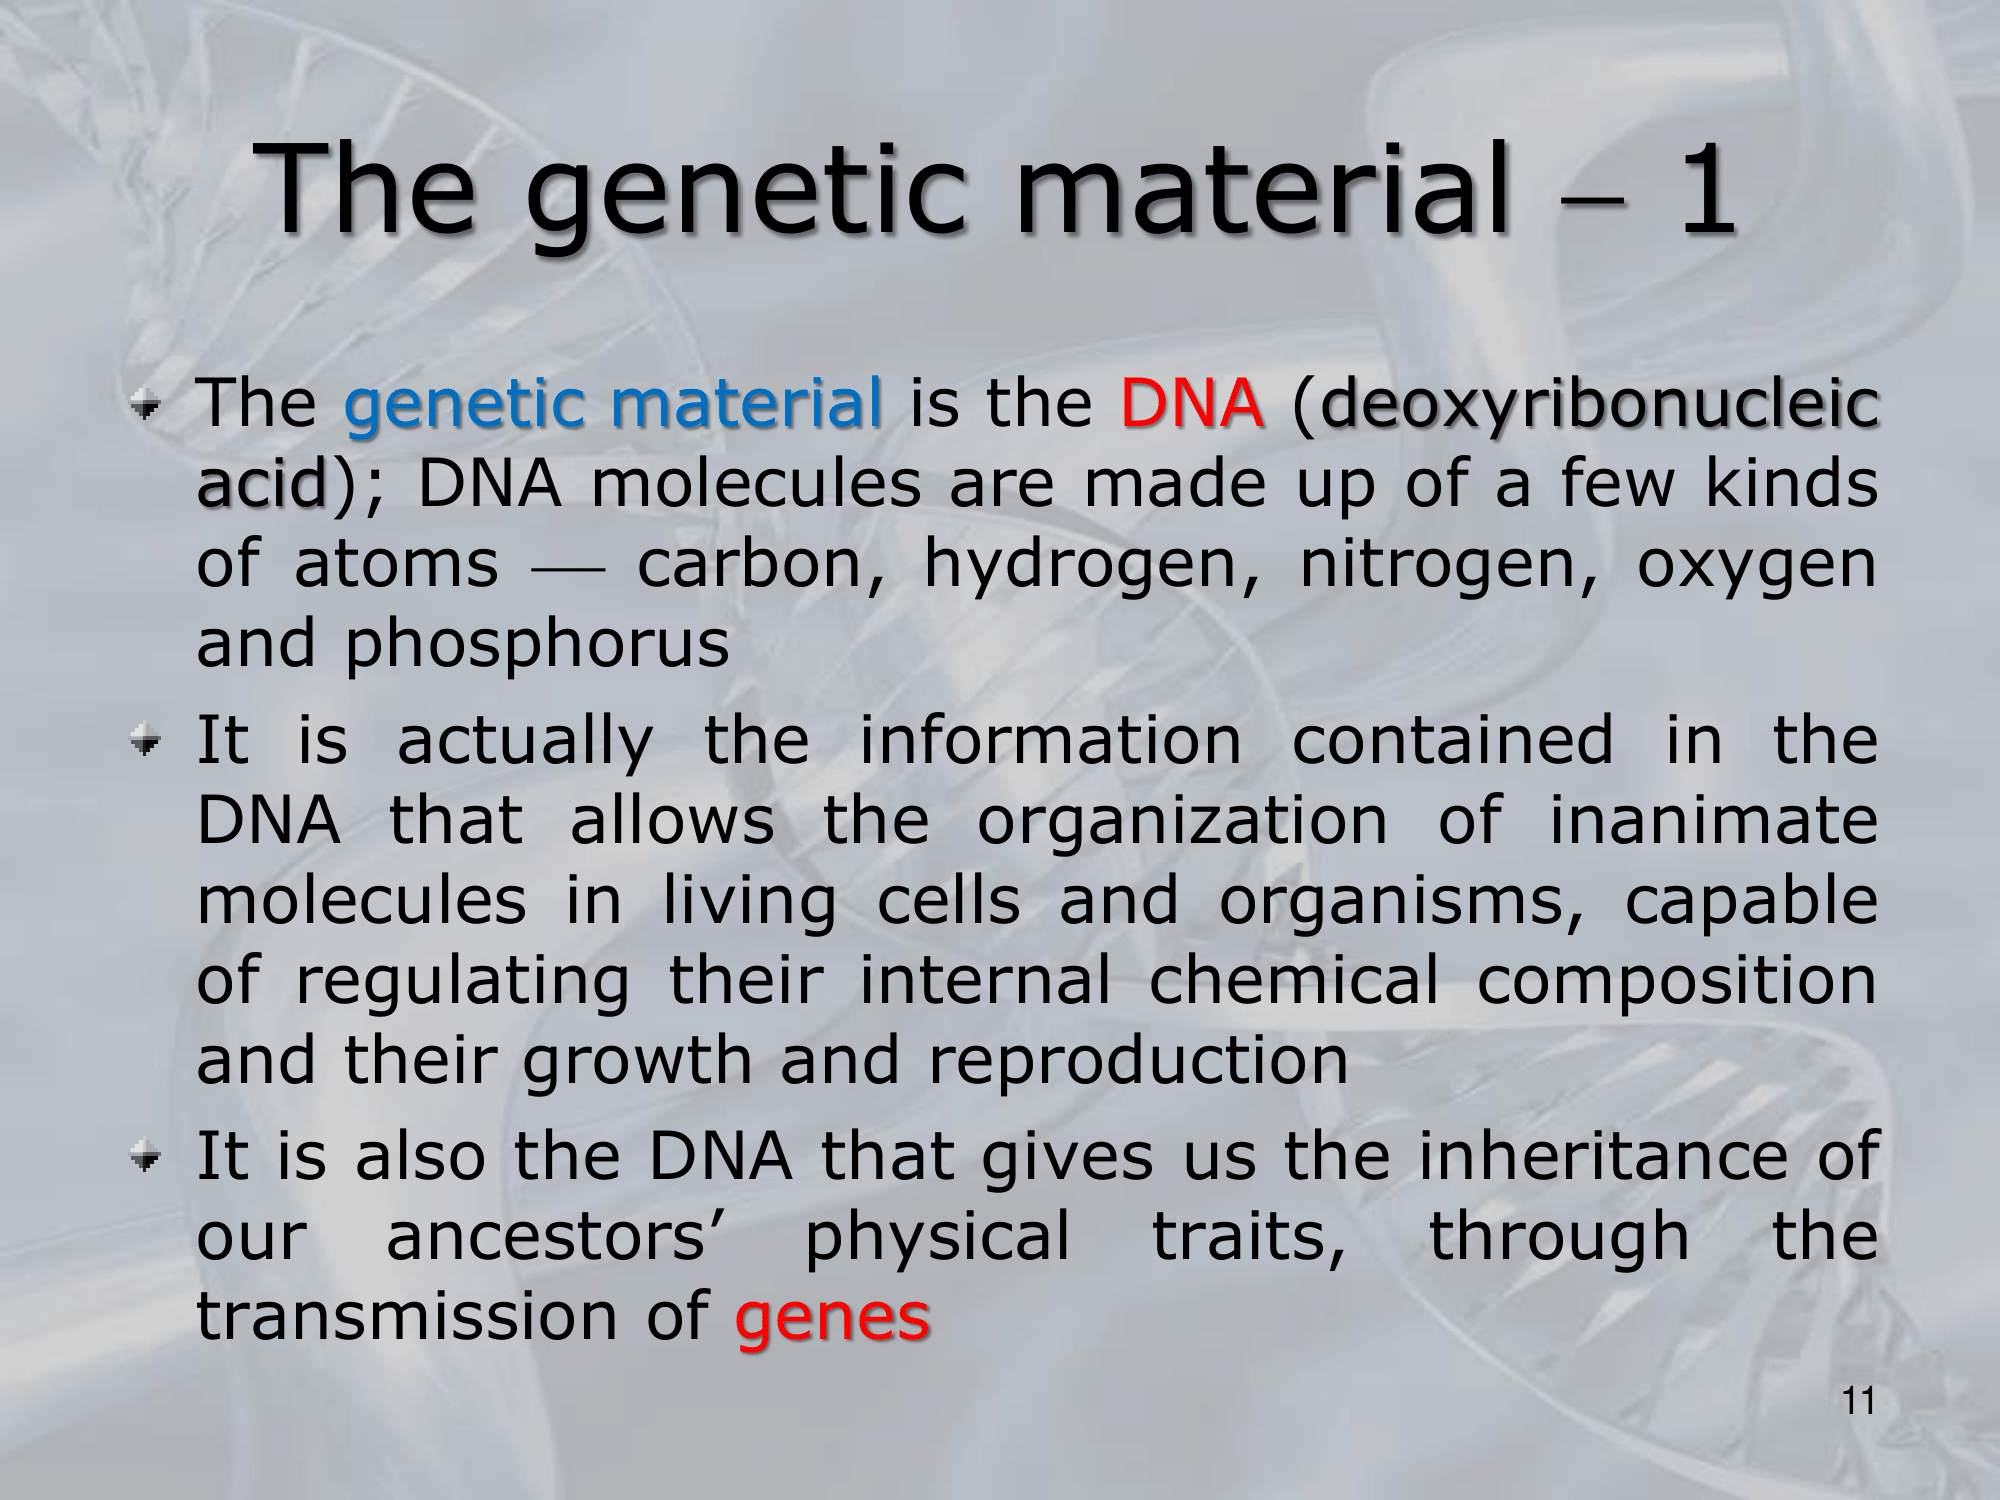 The genetic material – 1
The genetic material is the DNA (deoxyribonucleic
acid); DNA molecules are made up of a few kinds
of atoms — carbon, hydrogen, nitrogen, oxygen
and phosphorus
It is actually the information contained in the
DNA that allows the organization of inanimate
molecules in living cells and organisms, capable
of regulating their internal chemical composition
and their growth and reproduction
It is also the DNA that gives us the inheritance of
our ancestors’ physical traits, through the
transmission of genes
11